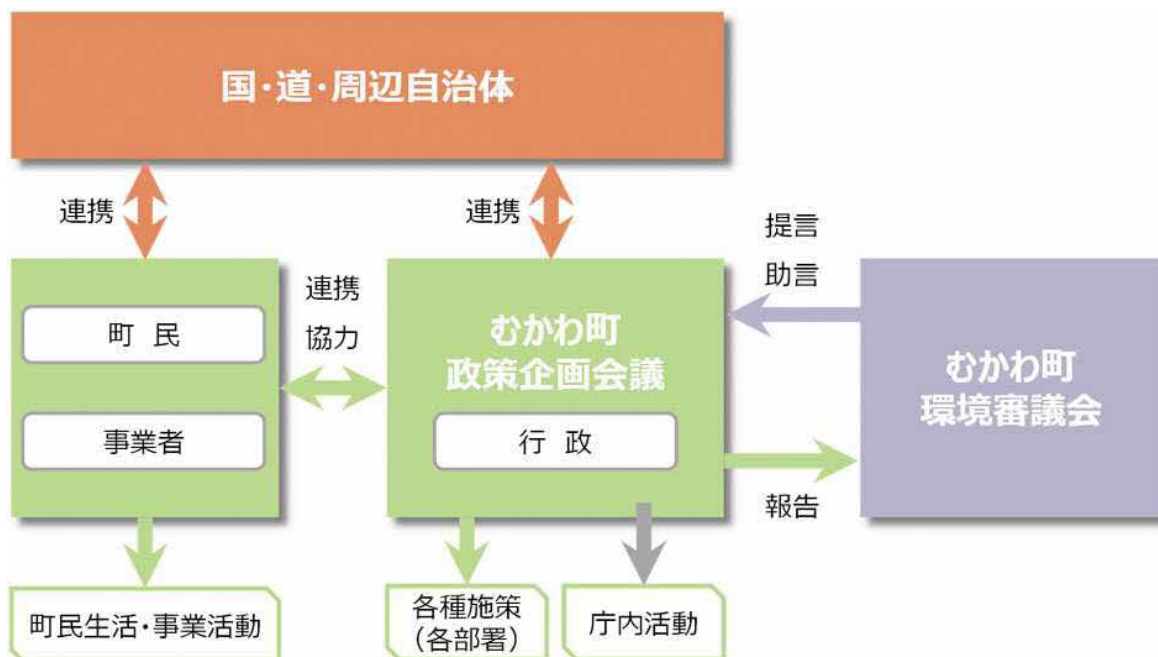 国・道・周辺自治体
連携
連携
提言
助言
町 民
事業者
連携
協力
むかわ町
政策企画会議
行 政
むかわ町
環境審議会
報告
町民生活・事業活動
各種施策
（各部署）
庁内活動